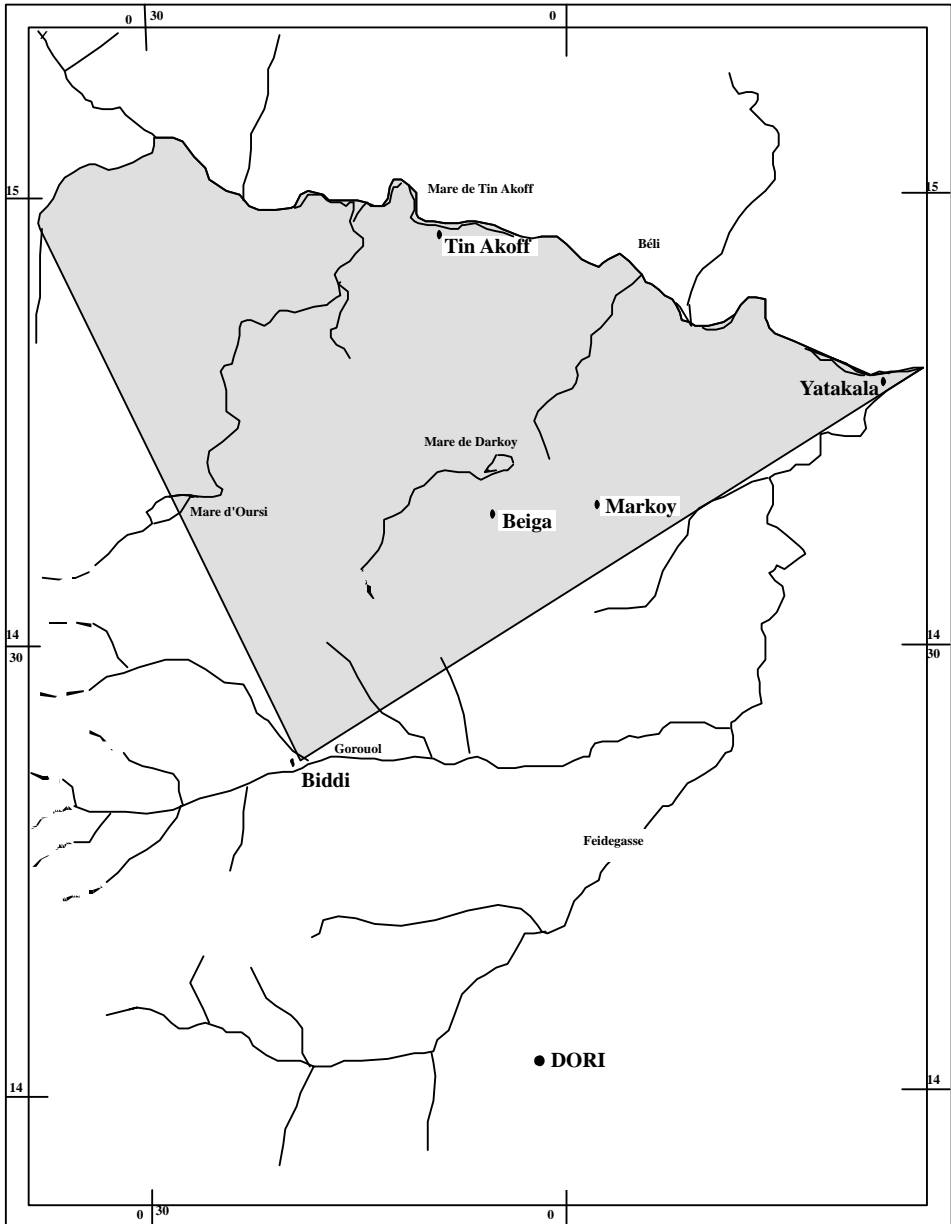 0 30
0
15
15
Mare de Tin Akoff
Tin Akoff
Béli
Yatakala
Mare de Darkoy
Mare d'Oursi
Beiga
Markoy
14
30
14
30
Gorouol
Biddi
Feidegasse
DORI
14
14
0 30
0